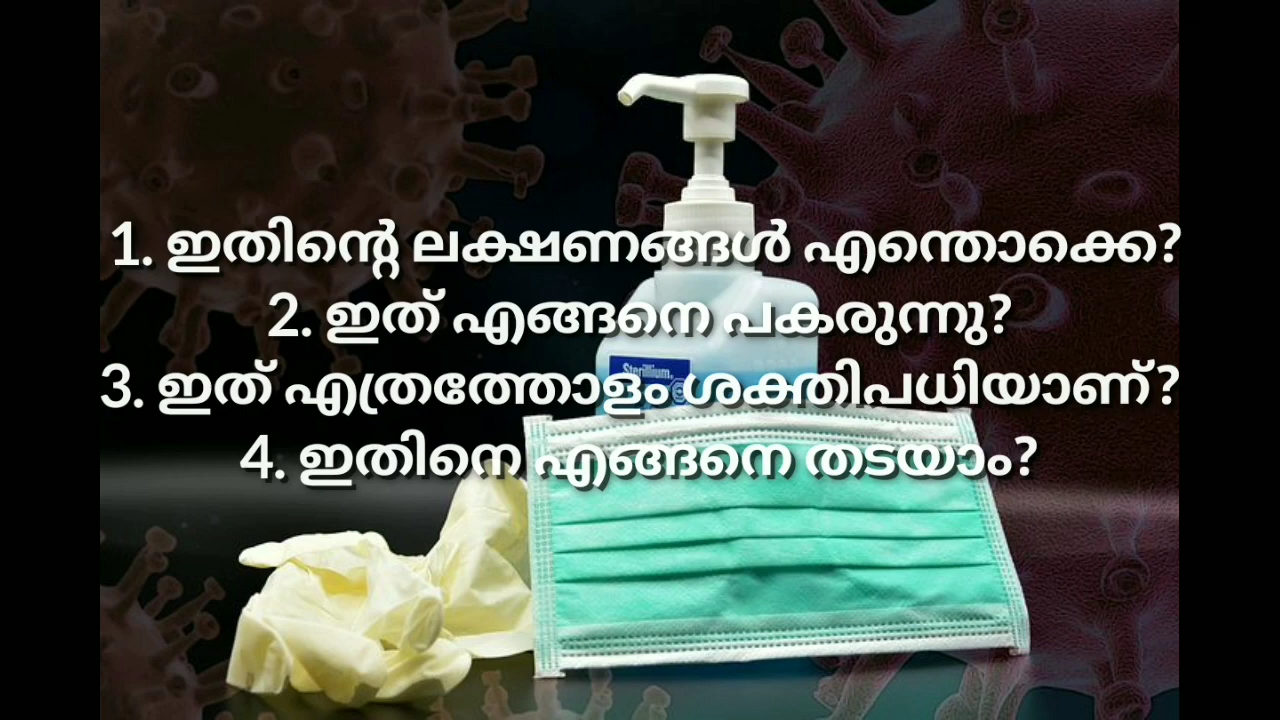 1. ഇതിന്റെ ലക്ഷണങ്ങൾ എന്തൊക്കെ?
2. ഇത് എങ്ങനെ പകരുന്നു?
Sterillium®
3. ഇത് എത്രത്തോളം ശക്തിപധിയാണ്?
4. ഇതിനെ എങ്ങനെ തടയാം?